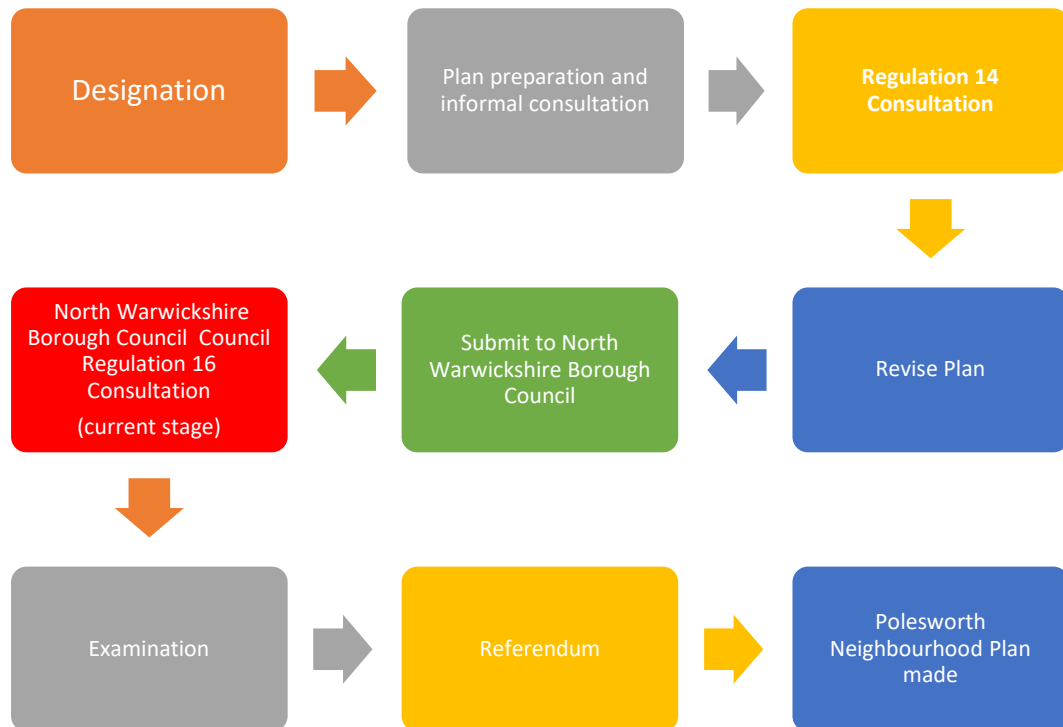 Designation
Plan preparation and
informal consultation
Regulation 14
Consultation
Revise Plan
Submit to North
Warwickshire Borough
Council
North Warwickshire
Borough Council Council
Regulation 16
Consultation
(current stage)
Examination
Referendum
Polesworth
Neighbourhood Plan
made